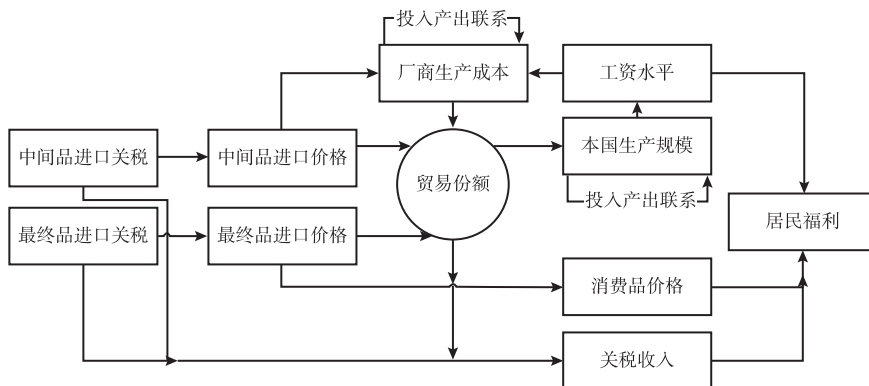 投入产出联系
厂商生产成本
工资水平
中间品进口关税
中间品进口价格
本国生产规模
贸易份额
投入产出联系
最终品进口关税
最终品进口价格
居民福利
消费品价格
关税收入